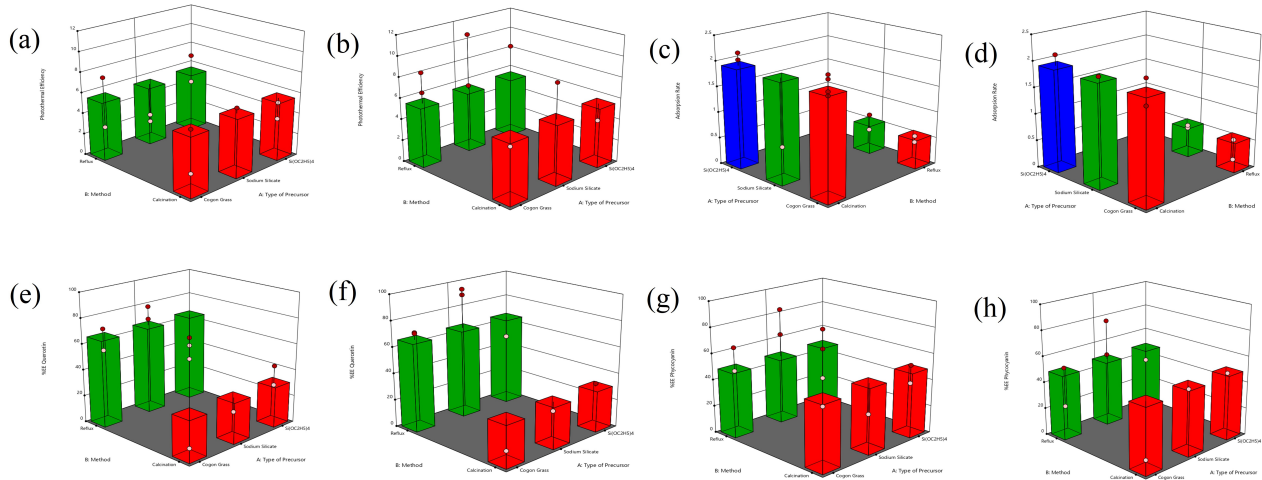 (a)
12
10
8
6
4
2
0
Photothermal Efficiency
Reflux
Si(OC2H5)4
Sodium Silicate
B: Method
A: Type of Precursor
Calcination
Cogon Grass
(b)
12
10
8
6
4
2
0
Photothermal Efficiency
Reflux
Si(OC2H5)4
Sodium Silicate
B: Method
A: Type of Precursor
Calcination
Cogon Grass
(c)
2.5
2
1.5
1
0.5
0
Adsorpsion Rate
Si(OC2H5)4
Reflux
Sodium Silicate
A: Type of Precursor
B: Method
Cogon Grass
Calcination
(d)
2.5
2
1.5
1
0.5
0
Adsorpsion Rate
Si(OC2H5)4
Reflux
Sodium Silicate
A: Type of Precursor
B: Method
Cogon Grass
Calcination
(e)
100
80
60
40
20
0
%EE Quercetin
Reflux
Si(OC2H5)4
Sodium Silicate
B: Method
A: Type of Precursor
Calcination
Cogon Grass
(f)
100
80
60
40
20
0
%EE Quercetin
Reflux
Si(OC2H5)4
Sodium Silicate
B: Method
A: Type of Precursor
Calcination
Cogon Grass
(g)
100
80
60
40
20
0
%EE Phycocyanin
Reflux
Si(OC2H5)4
Sodium Silicate
B: Method
A: Type of Precursor
Calcination
Cogon Grass
(h)
100
80
60
40
20
0
%EE Phycocyanin
Reflux
Si(OC2H5)4
Sodium Silicate
B: Method
A: Type of Precursor
Calcination
Cogon Grass